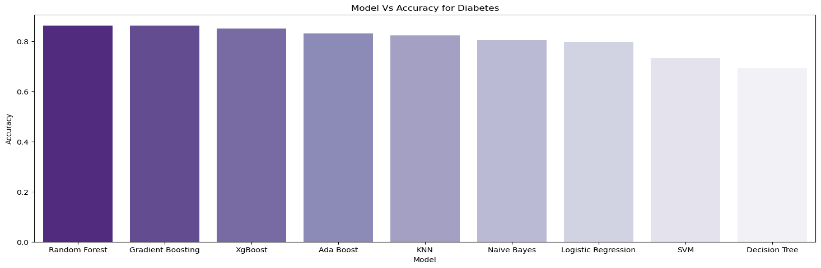 Model Vs Accuracy for Diabetes
Accuracy
0.8
0.6
0.4
0.2
0.0
Random Forest Gradient Boosting XgBoost Ada Boost KNN Naive Bayes Logistic Regression SVM Decision Tree
Model